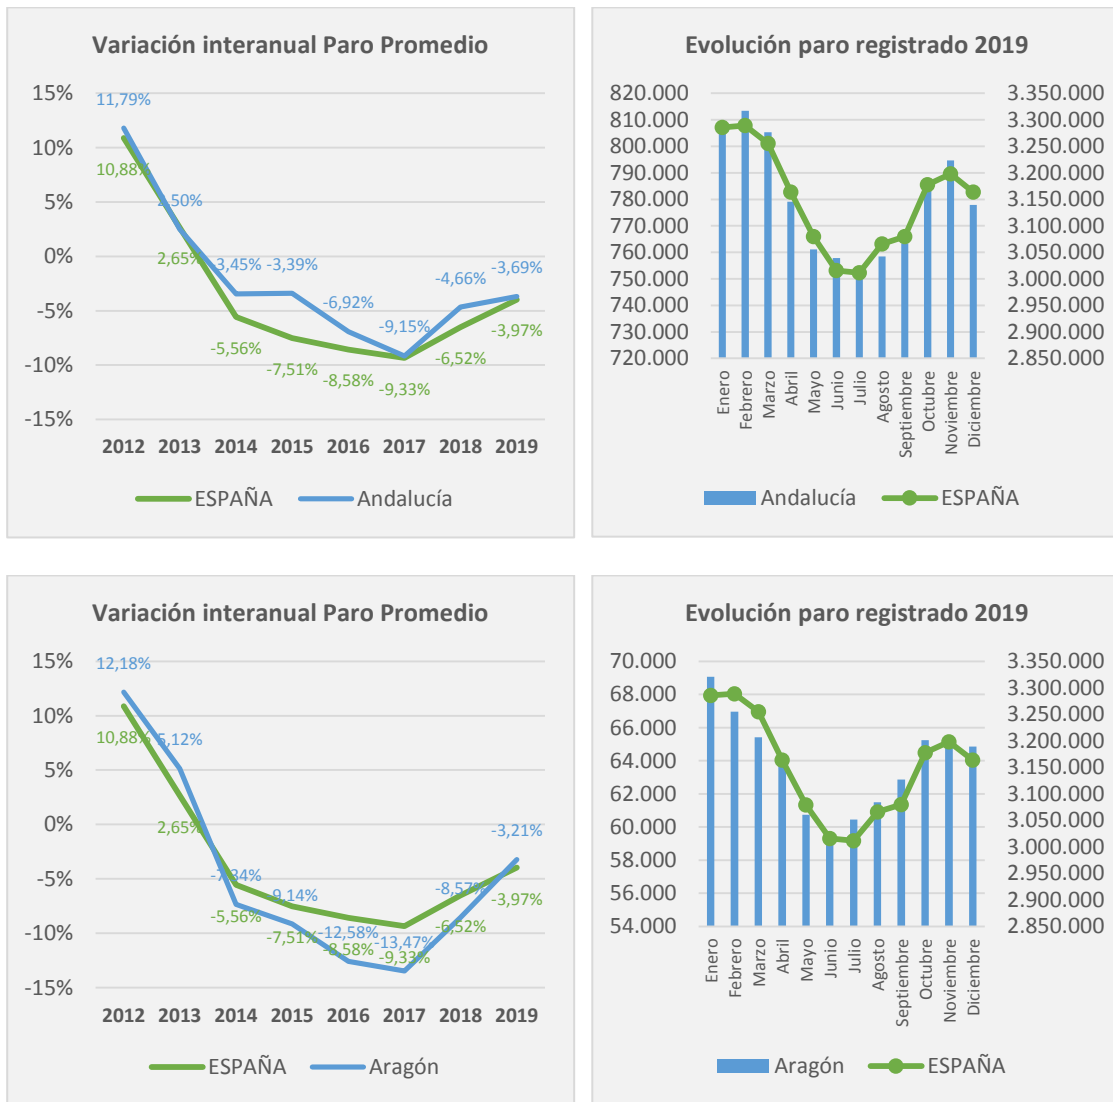 Variación interanual Paro Promedio
15%
10%
5%
0%
-5%
-10%
-15%
11,79%
2,50%
-3,45%
-3,39%
-6,92%
-9,15%
-4,66%
-3,69%
10,88%
2,65%
-5,56%
-7,51%
-8,58%
-9,33%
-6,52%
-3,97%
2012 2013 2014 2015 2016 2017 2018 2019
ESPAÑA Andalucía
Evolución paro registrado 2019
820.000
810.000
800.000
790.000
780.000
770.000
760.000
750.000
740.000
730.000
720.000
3.350.000
3.300.000
3.250.000
3.200.000
3.150.000
3.100.000
3.050.000
3.000.000
2.950.000
2.900.000
2.850.000
Enero
Febrero
Marzo
Abril
Mayo
Junio
Julio
Agosto
Septiembre
Octubre
Noviembre
Diciembre
Andalucía ESPAÑA
Variación interanual Paro Promedio
15%
10%
5%
0%
-5%
-10%
-15%
12,18%
5,12%
-7,34%
-9,14%
-12,58%
-13,47%
-8,57%
-3,21%
10,88%
2,65%
-5,56%
-7,51%
-8,58%
-9,33%
-6,52%
-3,97%
2012 2013 2014 2015 2016 2017 2018 2019
ESPAÑA Aragón
Evolución paro registrado 2019
70.000
68.000
66.000
64.000
62.000
60.000
58.000
56.000
54.000
3.350.000
3.300.000
3.250.000
3.200.000
3.150.000
3.100.000
3.050.000
3.000.000
2.950.000
2.900.000
2.850.000
Enero
Febrero
Marzo
Abril
Mayo
Junio
Julio
Agosto
Septiembre
Octubre
Noviembre
Diciembre
Aragón ESPAÑA